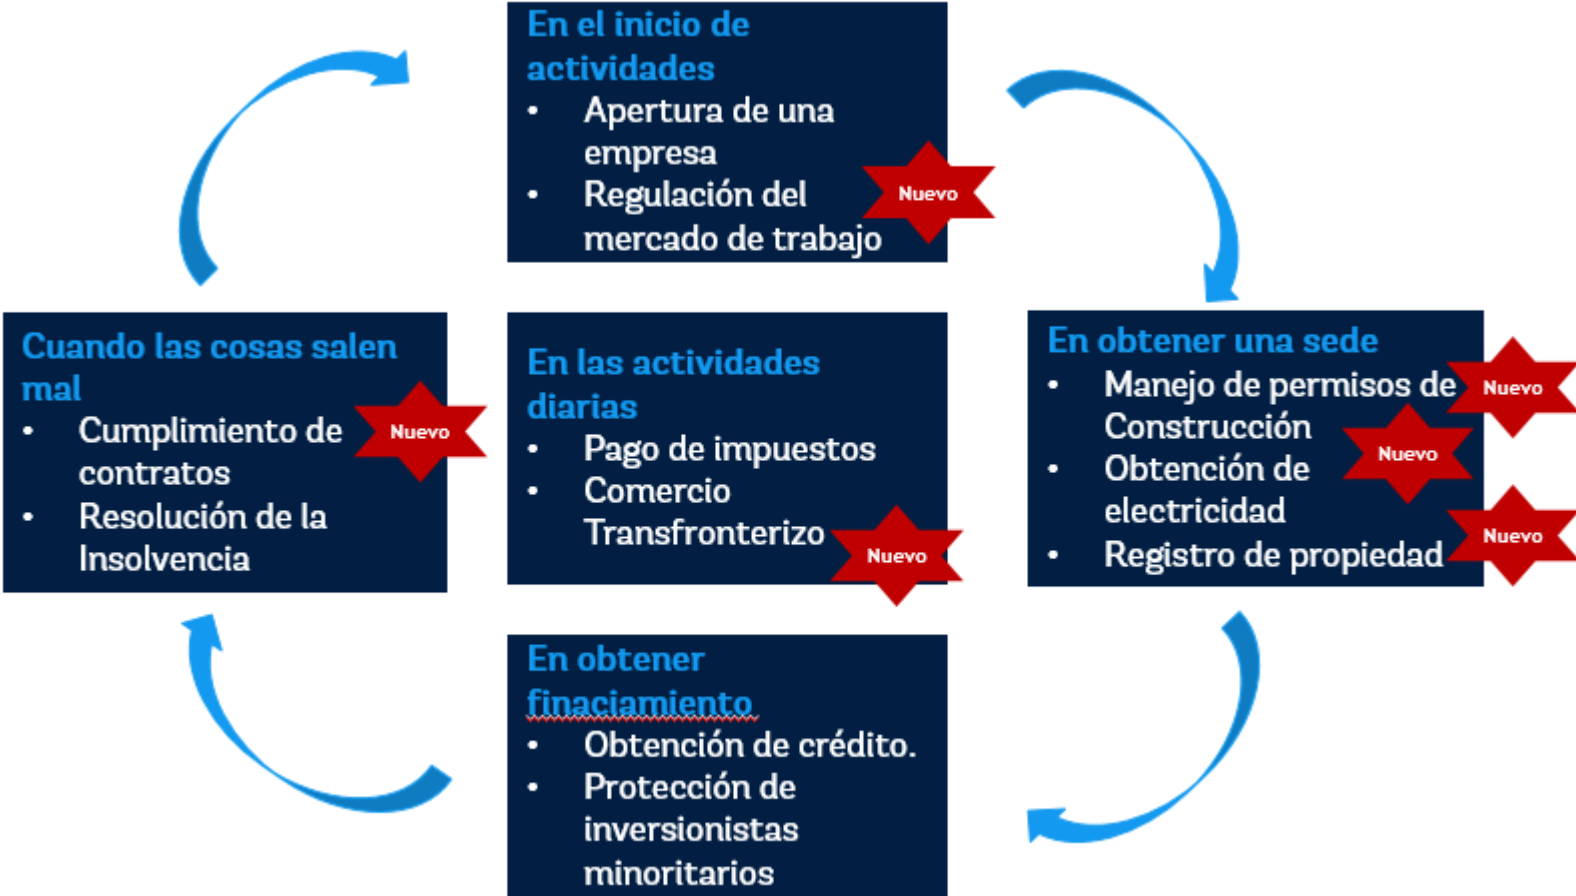 En el inicio de
actividades
• Apertura de una
empresa
• Regulación del
mercado de trabajo
Nuevo
Cuando las cosas salen
mal
• Cumplimiento de
contratos
• Resolución de la
Insolvencia
Nuevo
En las actividades
diarias
• Pago de impuestos
• Comercio
Transfronterizo
Nuevo
En obtener una sede
• Manejo de permisos de
Construcción
• Obtención de
electricidad
• Registro de propiedad
Nuevo
Nuevo
Nuevo
En obtener
finaciamiento
• Obtención de crédito.
• Protección de
inversionistas
minoritarios